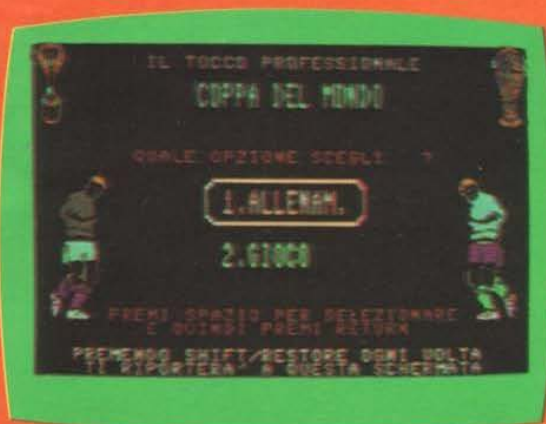 IL TOCCO PROFESSIONALE
COPPA DEL MONDO
QUALE OPZIONE SCEGLI ?
1.ALLENAM.
2.GIOCO
PREMI SPAZIO PER SELEZIONARE
E QUINDI PREMI RETURN
PREMENDO SHIFT/RESTORE OGNI VOLTA
TI RIPORTERA' A QUESTA SCHERMATA